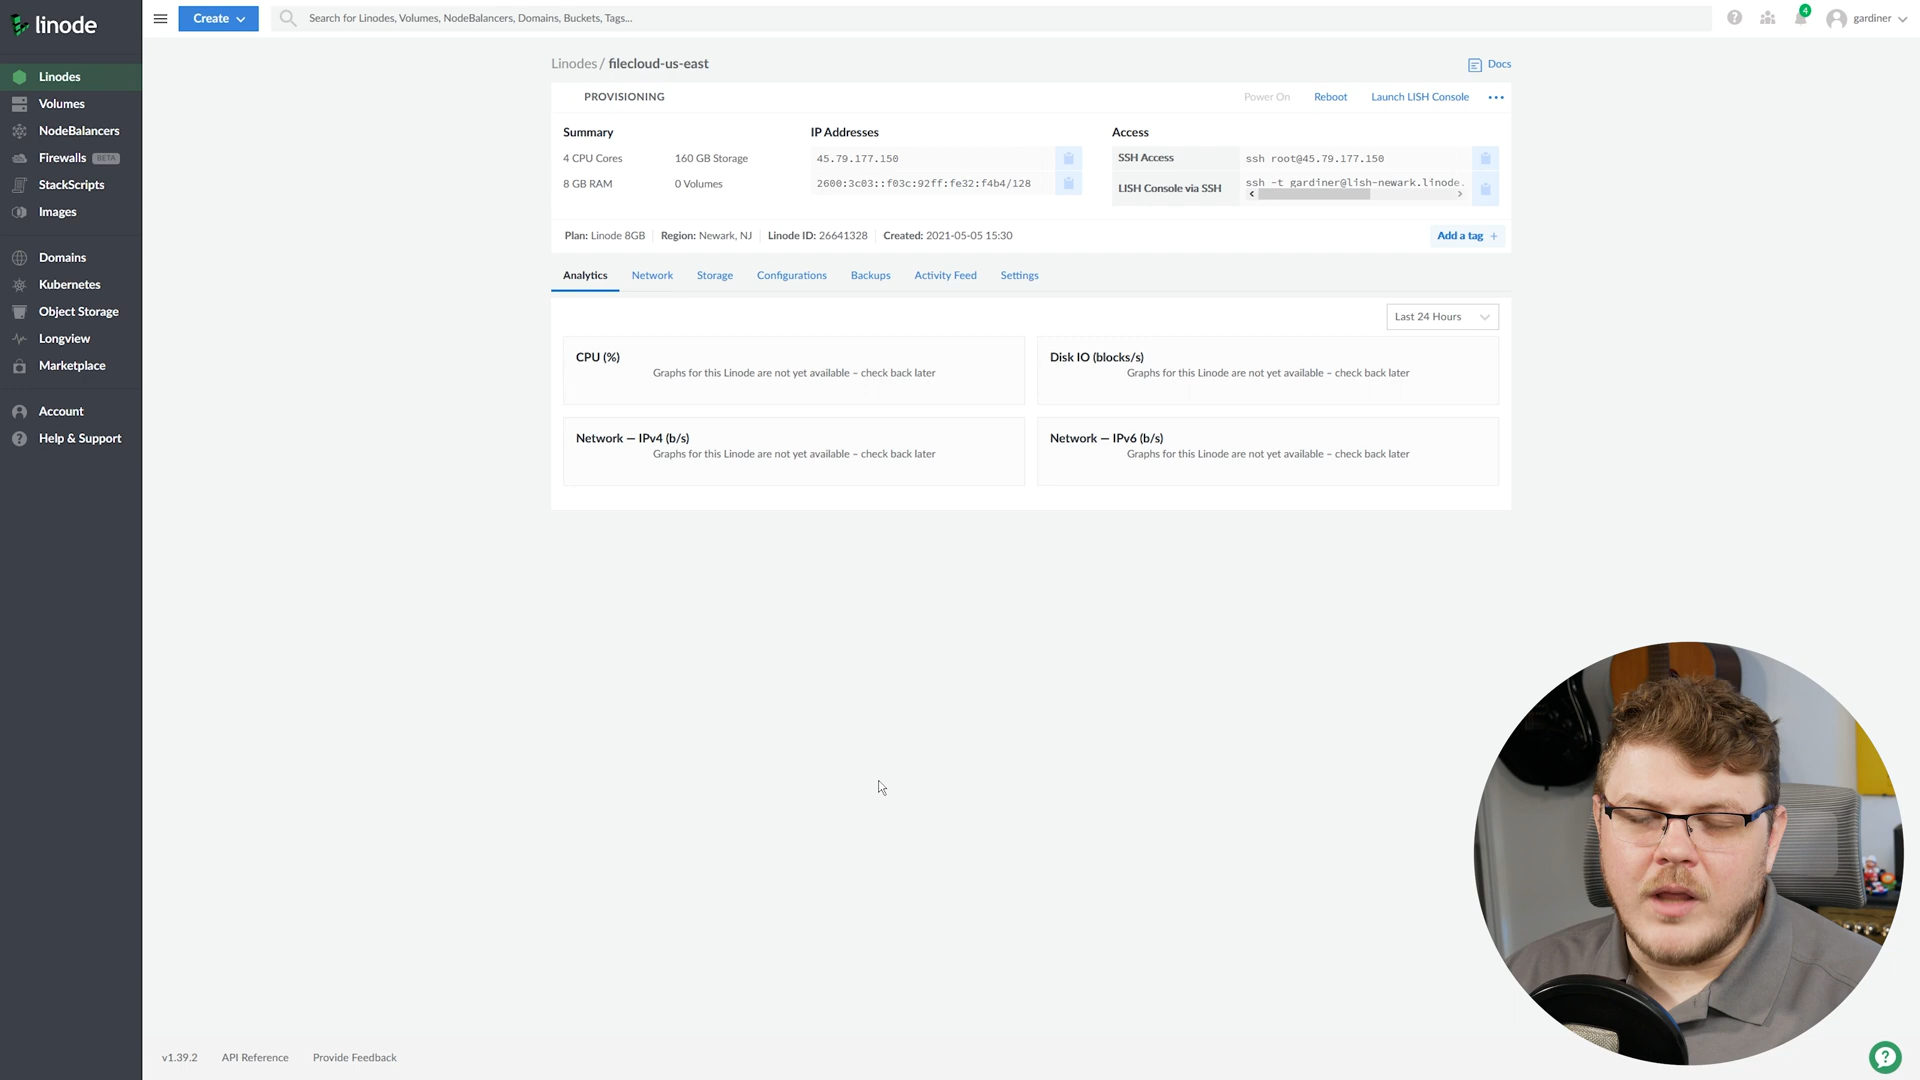 linode
Create
Search for Linodes, Volumes, NodeBalancers, Domains, Buckets, Tags...
4
gardiner
Linodes
Volumes
NodeBalancers
Firewalls BETA
StackScripts
Images
Domains
Kubernetes
Object Storage
Longview
Marketplace
Account
Help & Support
Linodes / filecloud-us-east
Docs
PROVISIONING
Power On Reboot Launch LISH Console
Summary
4 CPU Cores 160 GB Storage
8 GB RAM 0 Volumes
IP Addresses
45.79.177.150
2600:3c03::f03c:92ff:fe32:f4b4/128
Access
SSH Access ssh root@45.79.177.150
LISH Console via SSH ssh -t gardiner@lish-newark.linode.
Plan: Linode 8GB Region: Newark, NJ Linode ID: 26641328 Created: 2021-05-05 15:30
Add a tag +
Analytics Network Storage Configurations Backups Activity Feed Settings
Last 24 Hours
CPU (%)
Graphs for this Linode are not yet available – check back later
Disk IO (blocks/s)
Graphs for this Linode are not yet available – check back later
Network — IPv4 (b/s)
Graphs for this Linode are not yet available – check back later
Network — IPv6 (b/s)
Graphs for this Linode are not yet available – check back later
v1.39.2 API Reference Provide Feedback